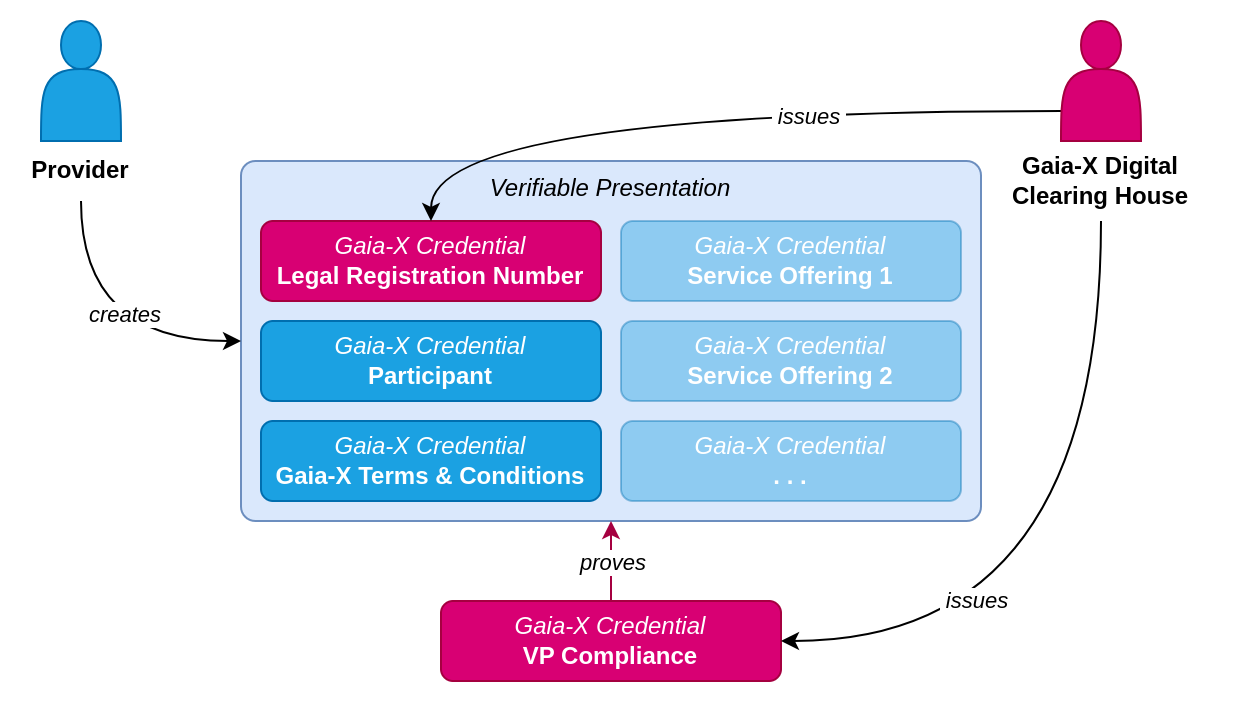 issues
Provider
Gaia-X Digital
Clearing House
Verifiable Presentation
Gaia-X Credential
Legal Registration Number
Gaia-X Credential
Service Offering 1
creates
Gaia-X Credential
Participant
Gaia-X Credential
Service Offering 2
Gaia-X Credential
Gaia-X Terms & Conditions
Gaia-X Credential
. . .
proves
issues
Gaia-X Credential
VP Compliance